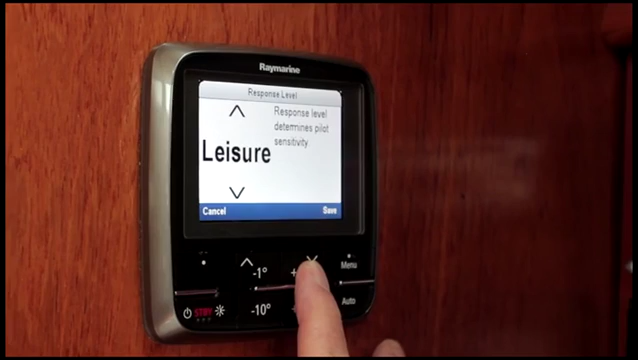 Raymarine
Response Level
Response level
determines pilot
sensitivity
Leisure
Cancel Save
-1° +
Menu
STBY -10° Auto